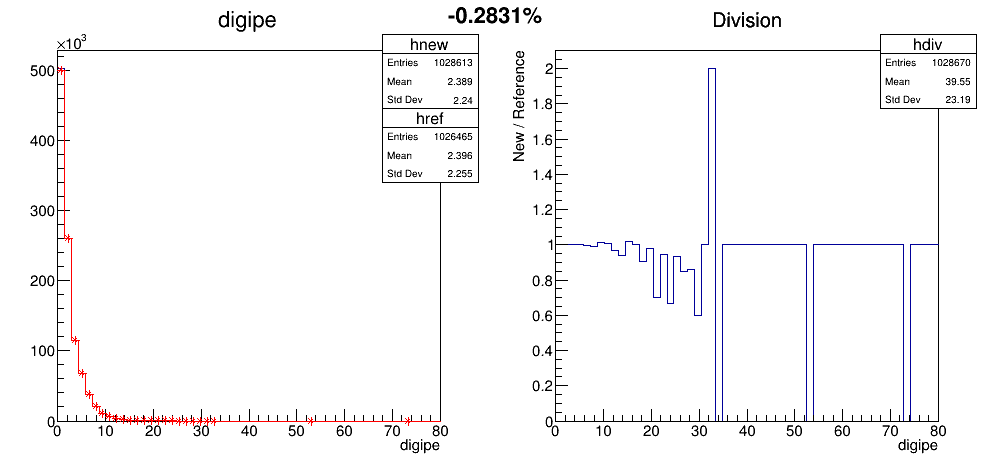 -0.2831%
digipe
×10³
500
400
300
200
100
0
0 10 20 30 40 50 60 70 80
digipe
hnew
Entries 1028613
Mean 2.389
Std Dev 2.24
href
Entries 1026465
Mean 2.396
Std Dev 2.255
Division
New / Reference
2
1.8
1.6
1.4
1.2
1
0.8
0.6
0.4
0.2
0
0 10 20 30 40 50 60 70 80
digipe
hdiv
Entries 1028670
Mean 39.55
Std Dev 23.19